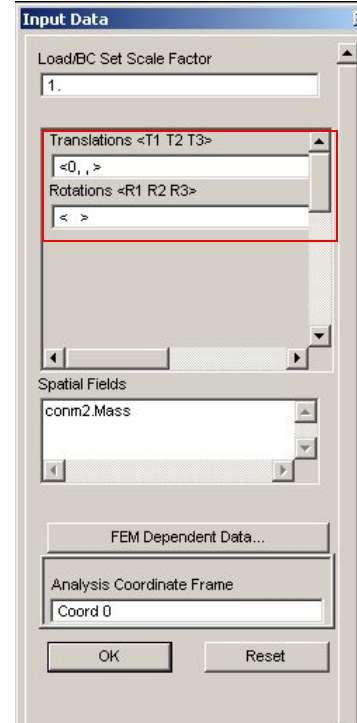 Input Data
Load/BC Set Scale Factor
1.
Translations <T1 T2 T3>
<0, , >
Rotations <R1 R2 R3>
< >
Spatial Fields
conm2.Mass
FEM Dependent Data...
Analysis Coordinate Frame
Coord 0
OK Reset